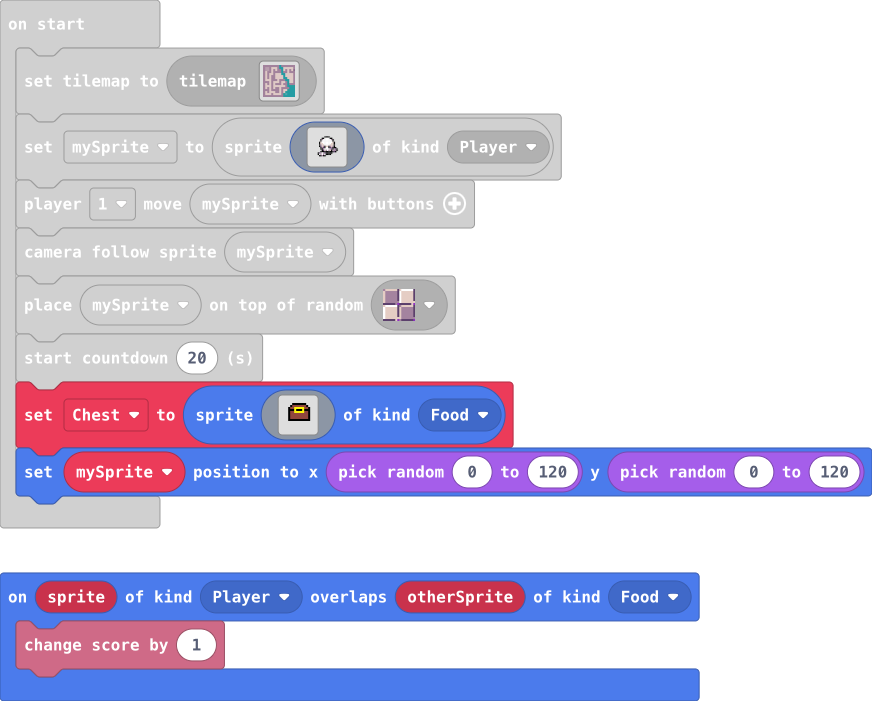 on start
set tilemap to tilemap
set mySprite to sprite of kind Player
player 1 move mySprite with buttons
camera follow sprite mySprite
place mySprite on top of random
start countdown 20 (s)
set Chest to sprite of kind Food
set mySprite position to x pick random 0 to 120 y pick random 0 to 120
on sprite of kind Player overlaps otherSprite of kind Food
change score by 1